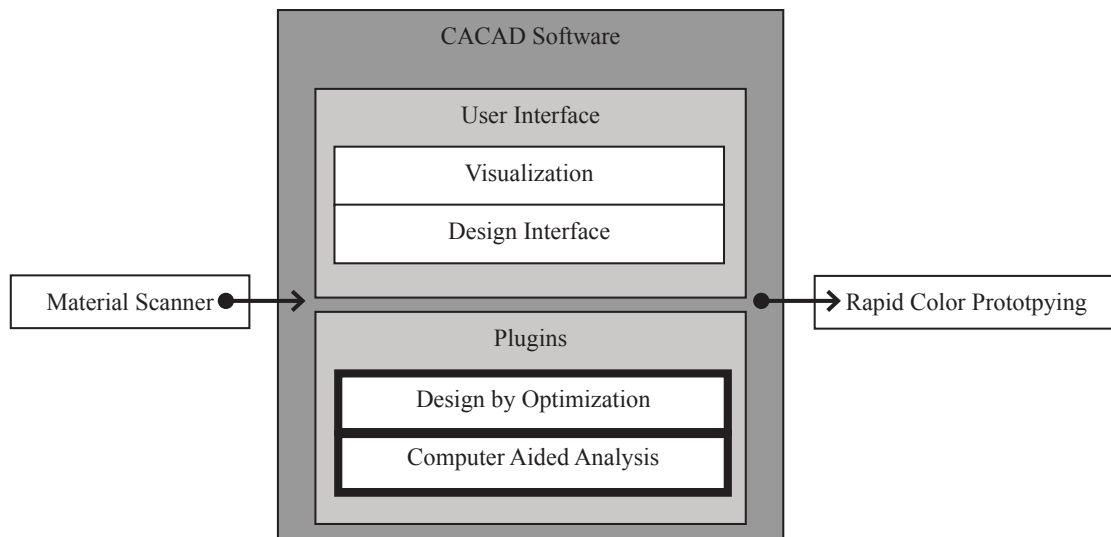 CACAD Software
User Interface
Visualization
Design Interface
Material Scanner
Rapid Color Prototpying
Plugins
Design by Optimization
Computer Aided Analysis